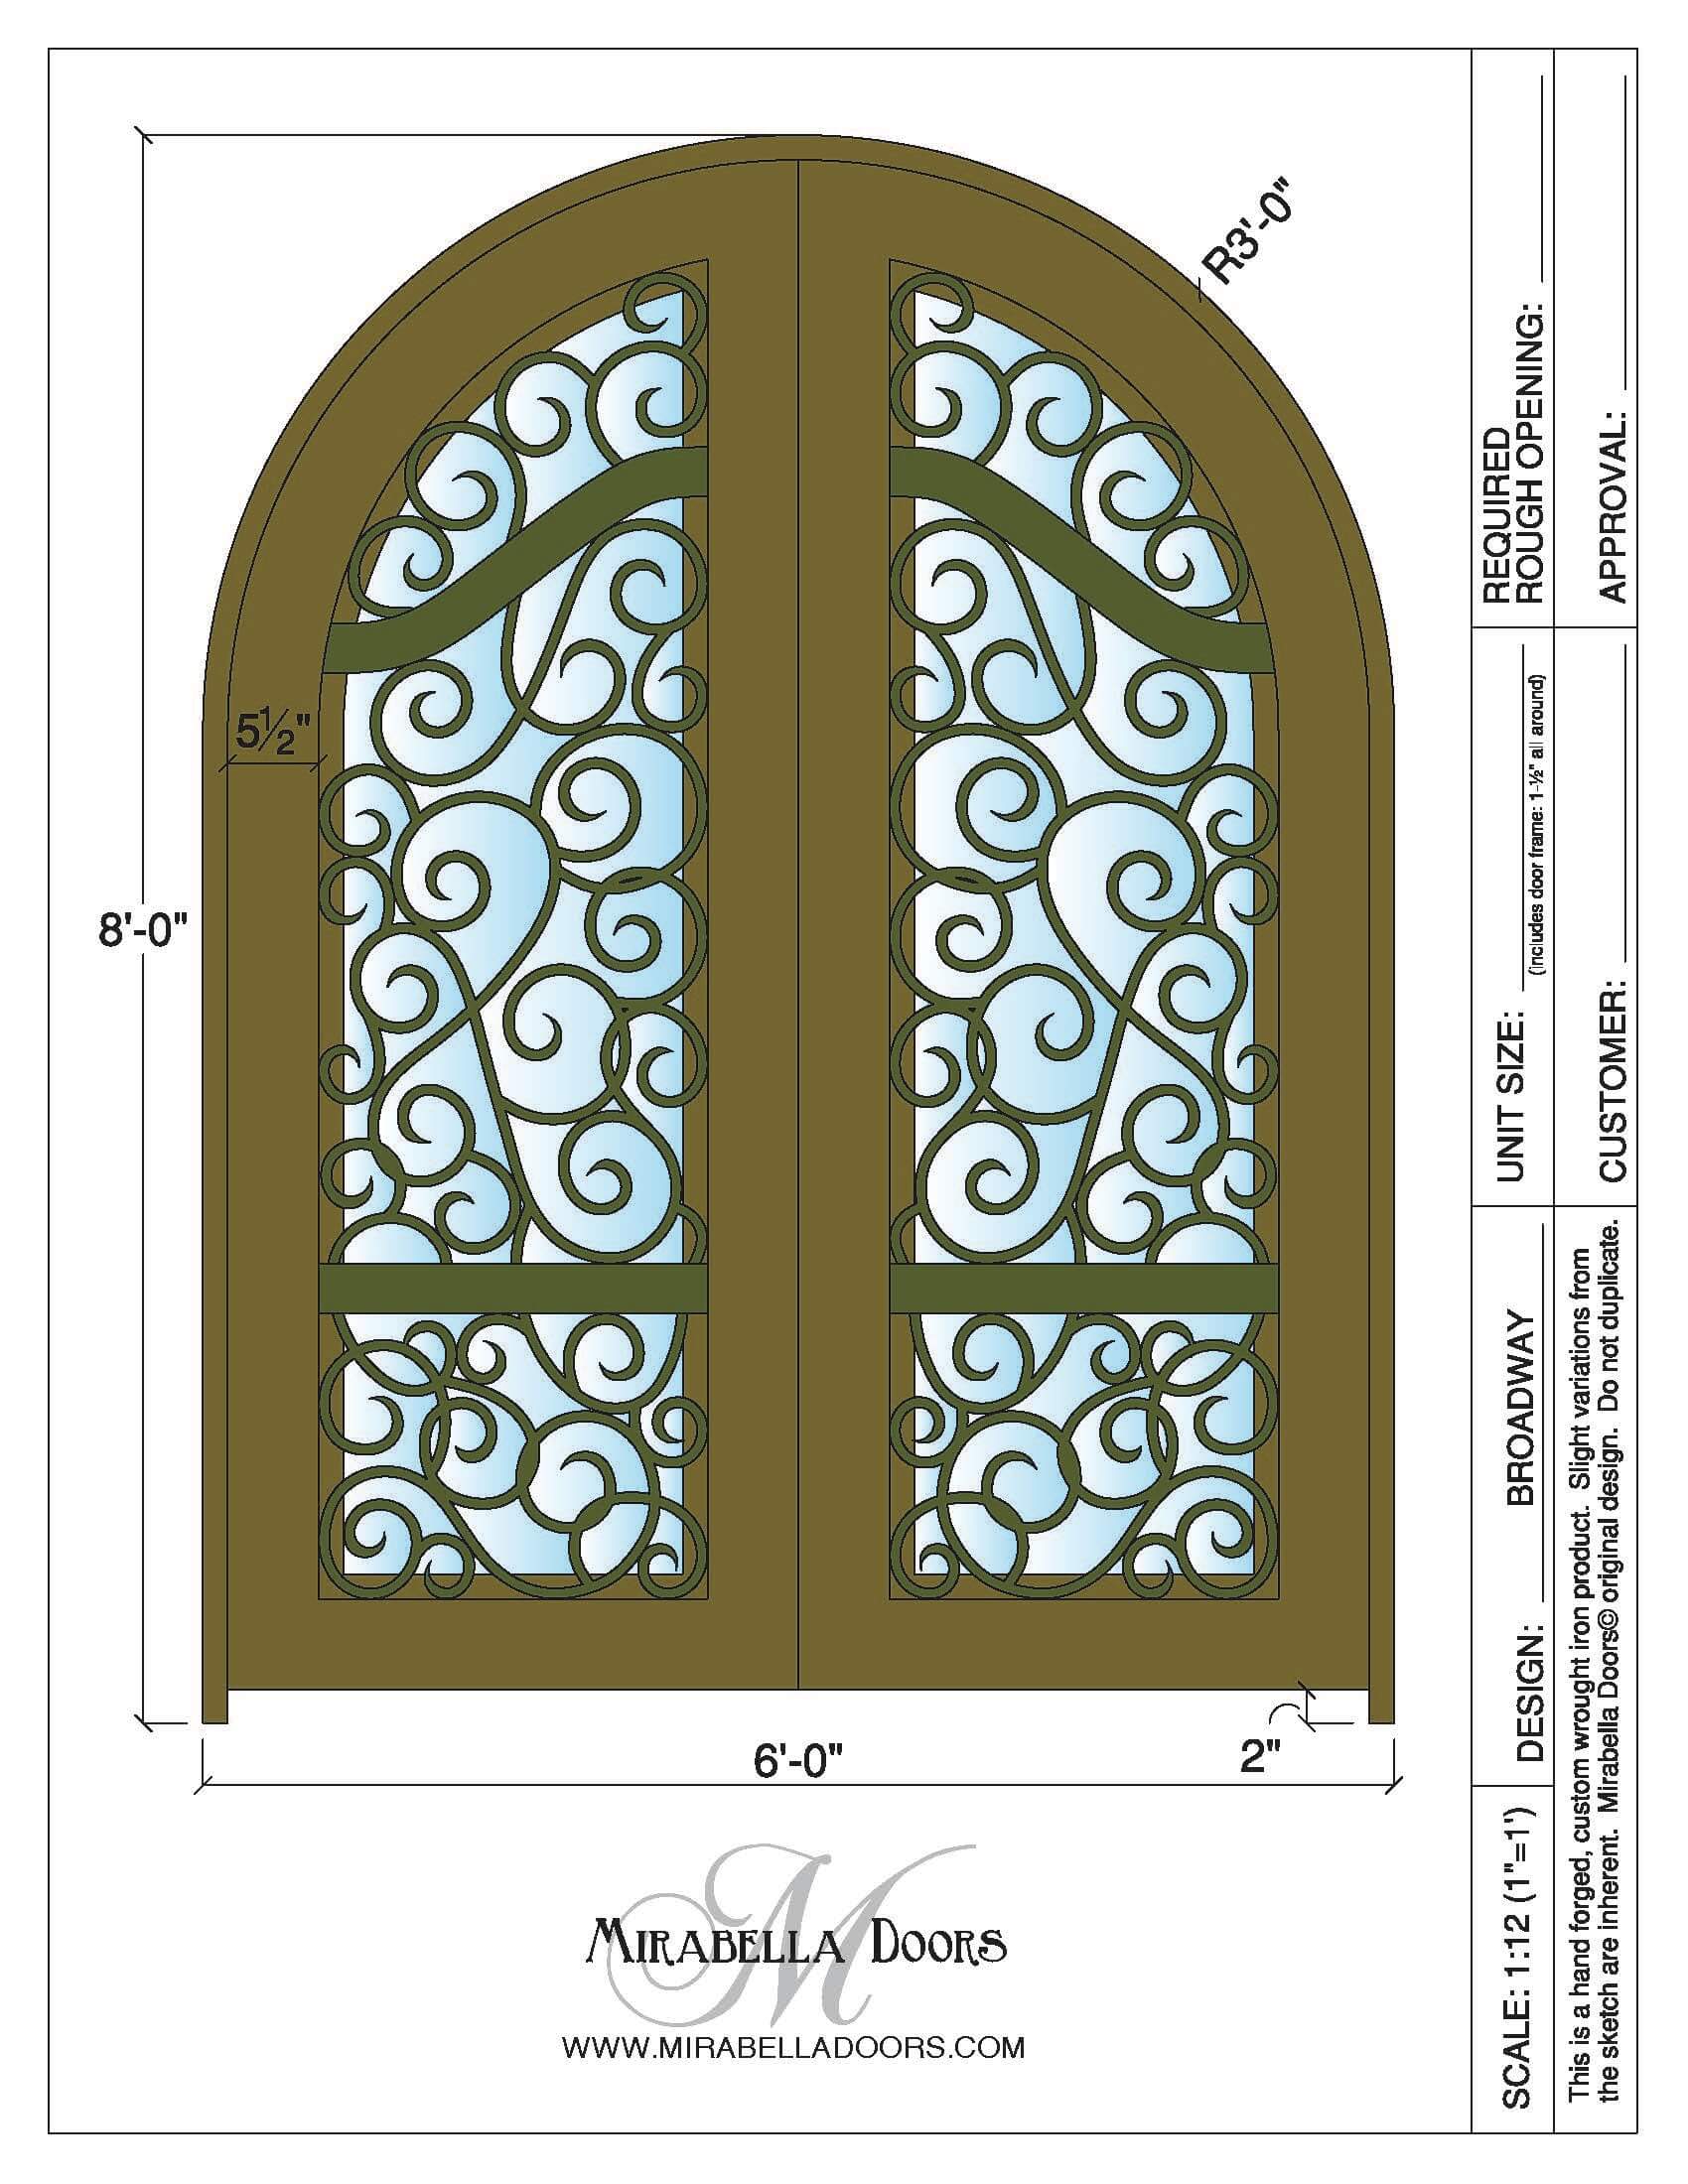 R3'-0"
5½"
8'-0"
6'-0"
2"
MIRABELLA DOORS
M
WWW.MIRABELLADOORS.COM
SCALE: 1:12 (1"=1')
DESIGN: BROADWAY
UNIT SIZE:
(includes door frame: 1-½" all around)
REQUIRED
ROUGH OPENING:
This is a hand forged, custom wrought iron product. Slight variations from
the sketch are inherent. Mirabella Doors© original design. Do not duplicate.
CUSTOMER:
APPROVAL: